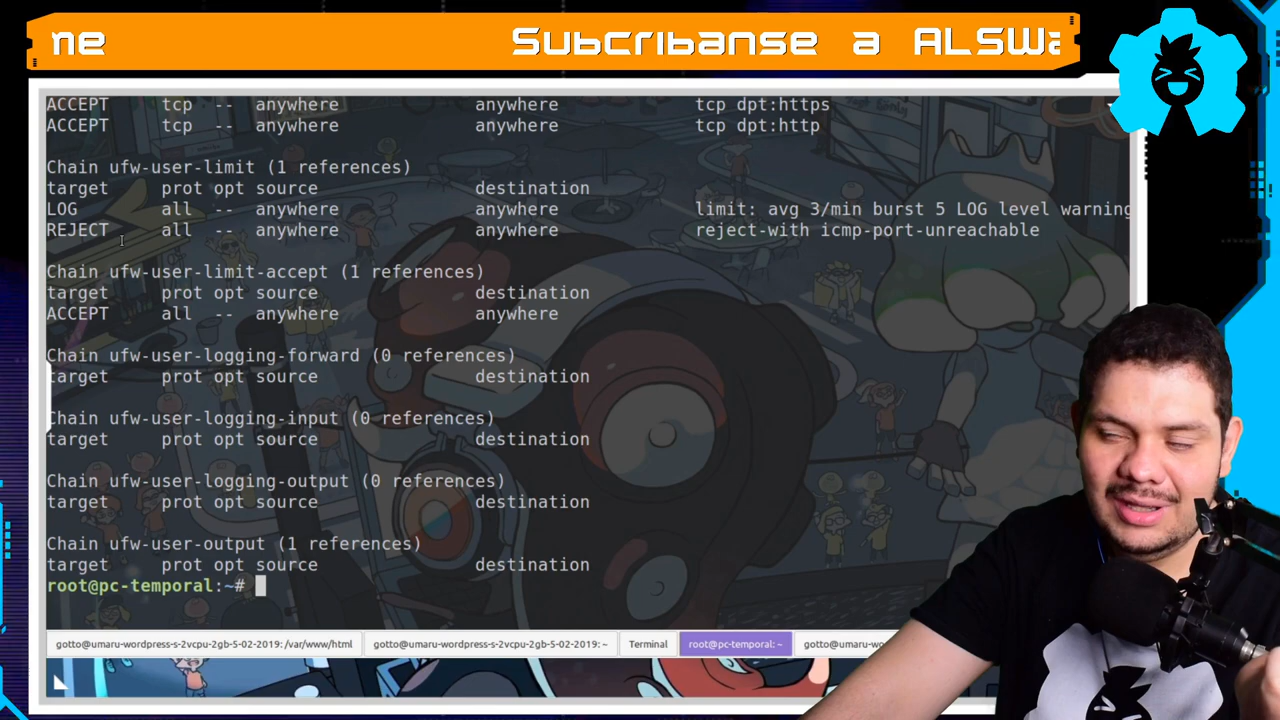 ne Subcribanse a ALSWa
ACCEPT tcp -- anywhere anywhere tcp dpt:https
ACCEPT tcp -- anywhere anywhere tcp dpt:http
Chain ufw-user-limit (1 references)
target prot opt source destination
LOG all -- anywhere anywhere limit: avg 3/min burst 5 LOG level warning
REJECT all -- anywhere anywhere reject-with icmp-port-unreachable
Chain ufw-user-limit-accept (1 references)
target prot opt source destination
ACCEPT all -- anywhere anywhere
Chain ufw-user-logging-forward (0 references)
target prot opt source destination
Chain ufw-user-logging-input (0 references)
target prot opt source destination
Chain ufw-user-logging-output (0 references)
target prot opt source destination
Chain ufw-user-output (1 references)
target prot opt source destination
root@pc-temporal:~#
gotto@umaru-wordpress-s-2vcpu-2gb-5-02-2019: /var/www/html gotto@umaru-wordpress-s-2vcpu-2gb-5-02-2019: ~ Terminal root@pc-temporal: ~ gotto@umaru-wo